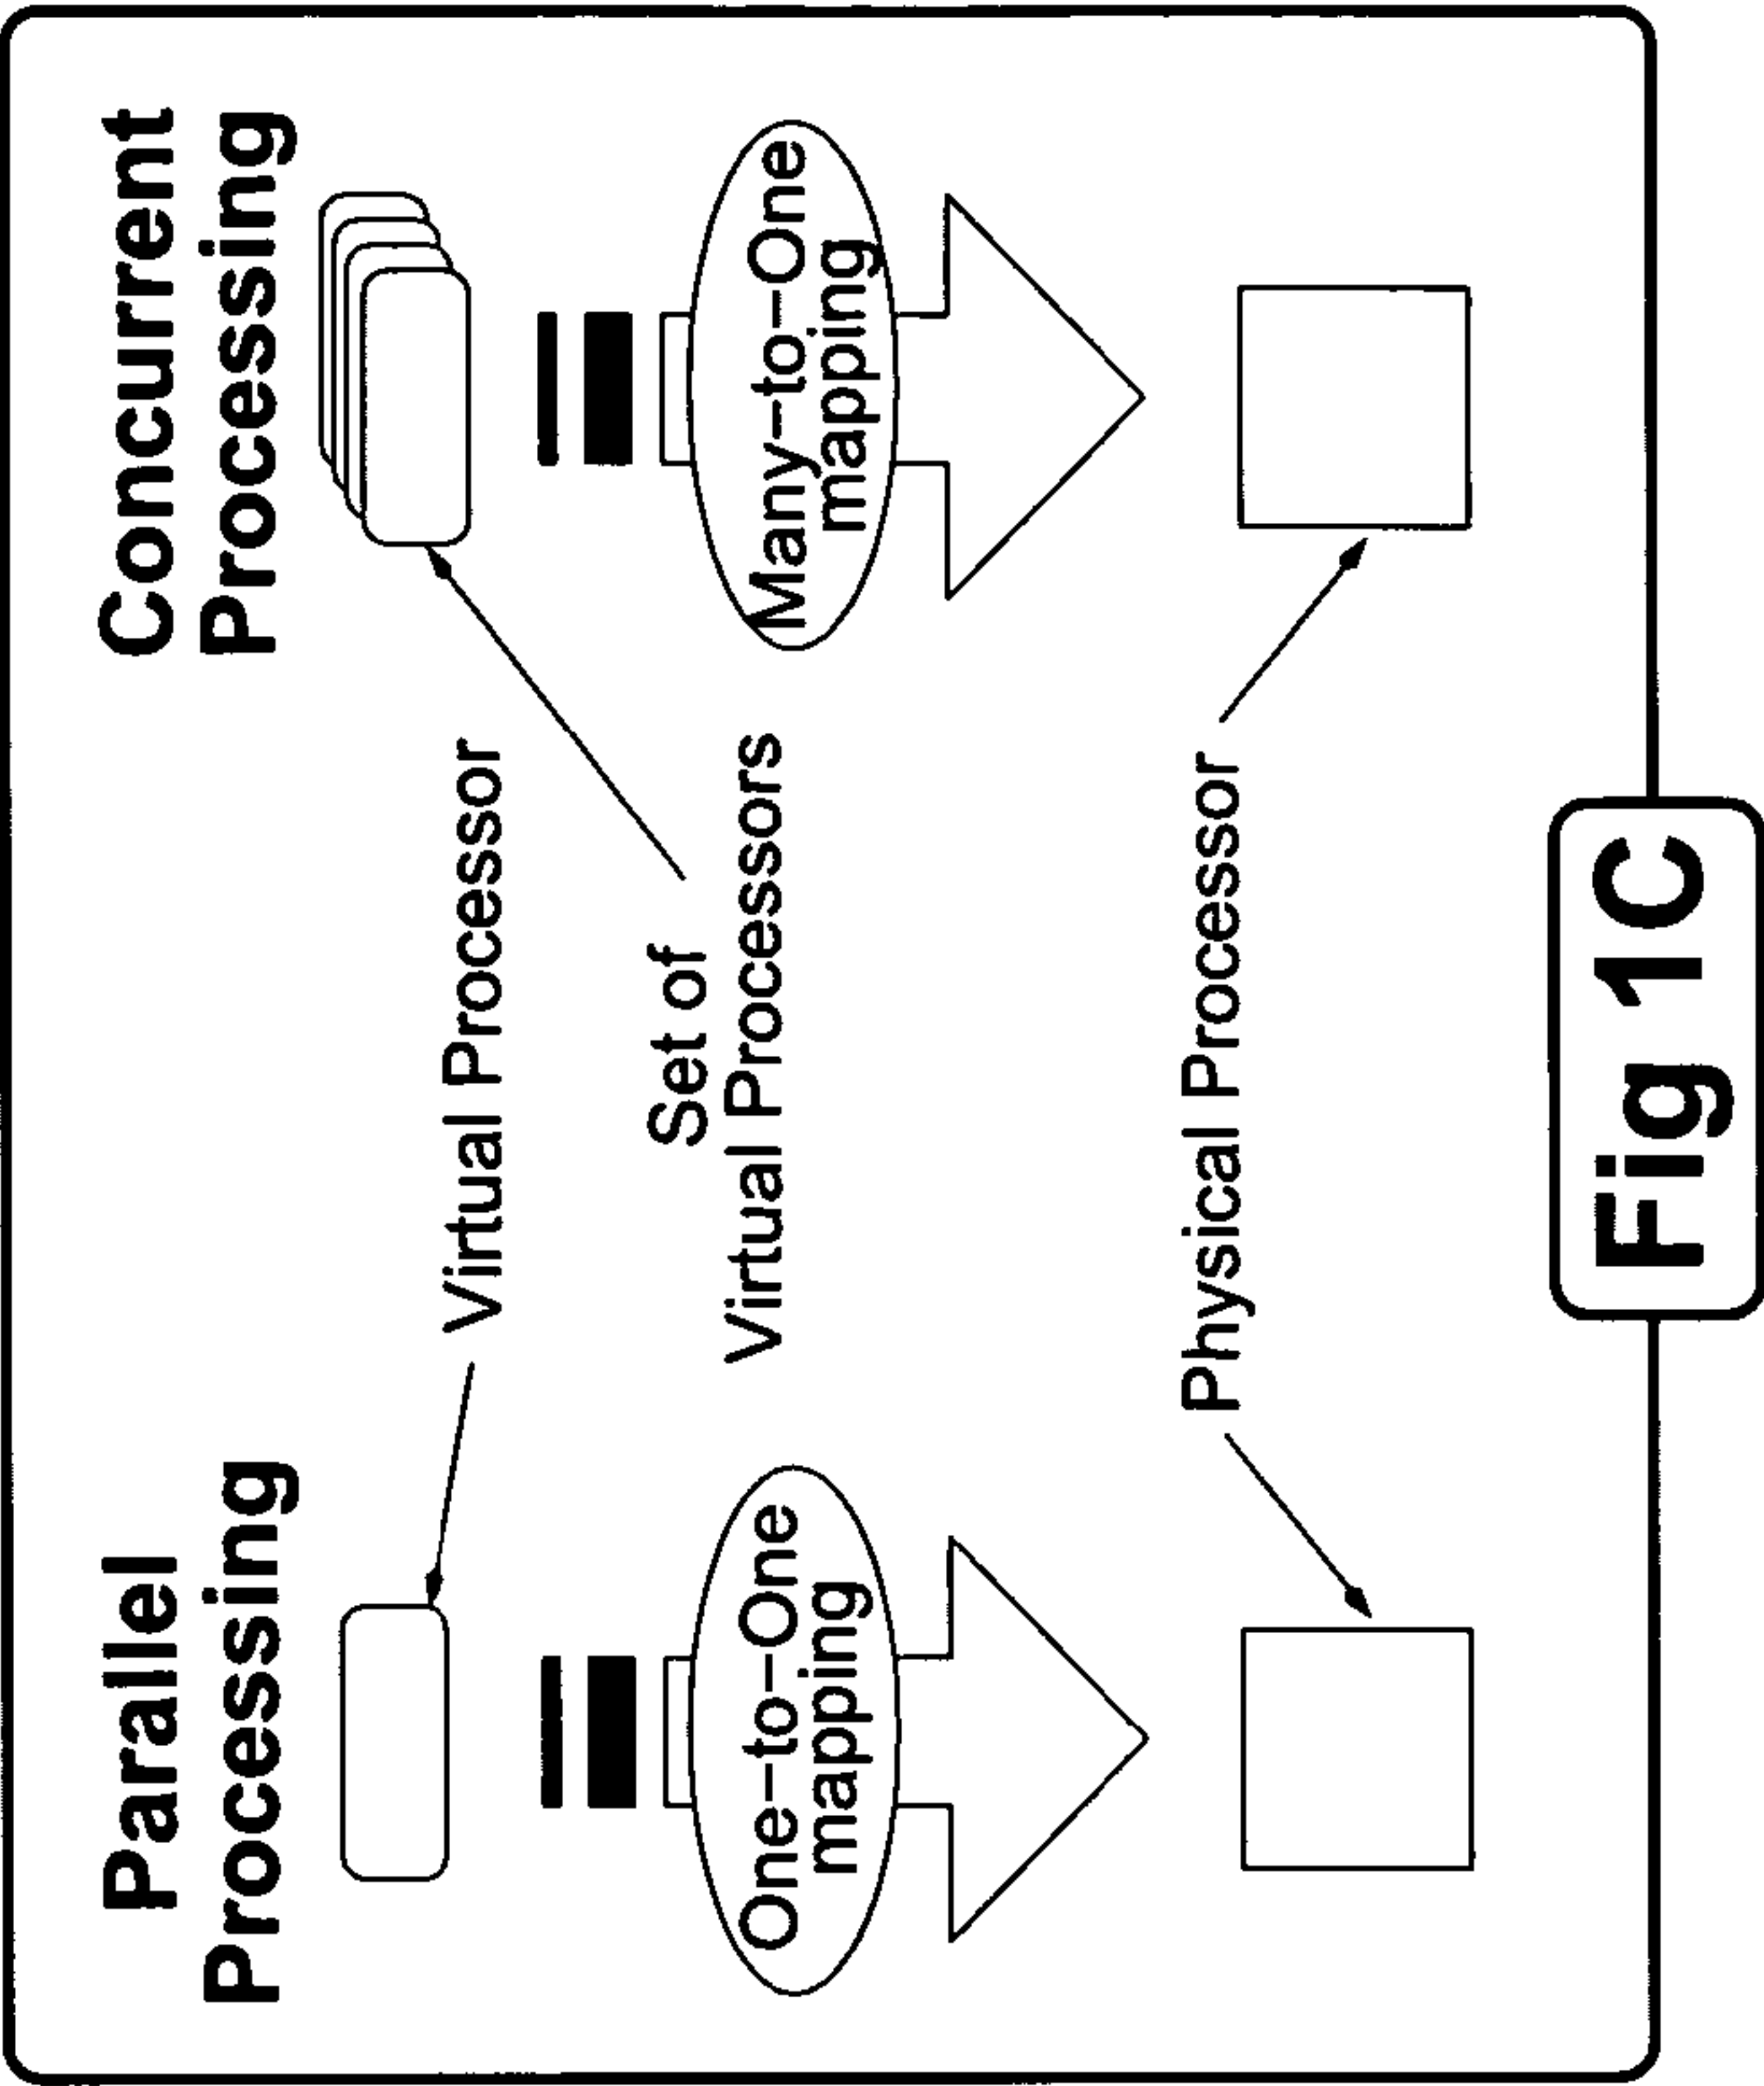 Parallel
Processing
Concurrent
Processing
Virtual Processor
Set of
Virtual Processors
One-to-One
mapping
Many-to-One
mapping
Physical Processor
Fig 1C